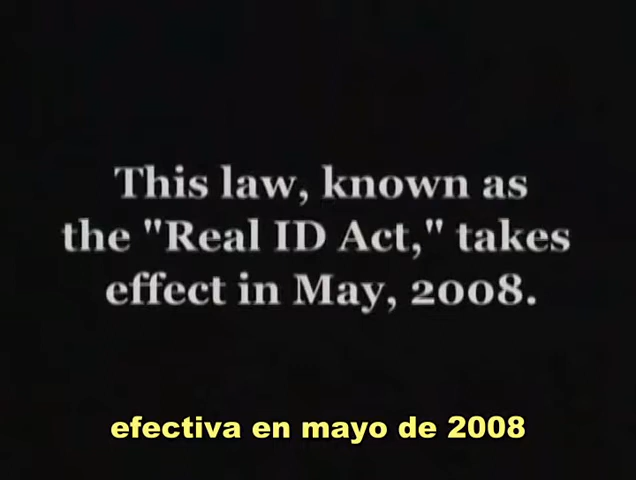 This law, known as
the "Real ID Act," takes
effect in May, 2008.
efectiva en mayo de 2008